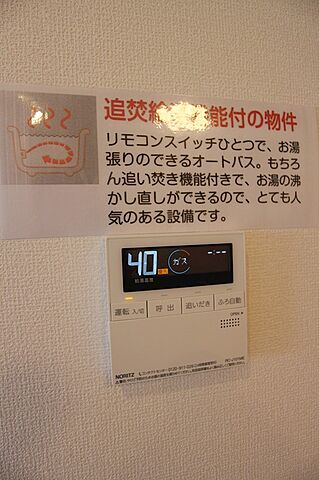 追焚給湯機能付の物件
リモコンスイッチひとつで、お湯
張りのできるオートバス。もちろ
ん追い焚き機能付きで、お湯の沸
かし直しができるので、とても人
気のある設備です。
40
ガス
-:--
給湯温度
運転 入/切
呼出
追いだき
ふろ自動
OPEN
NORITZ